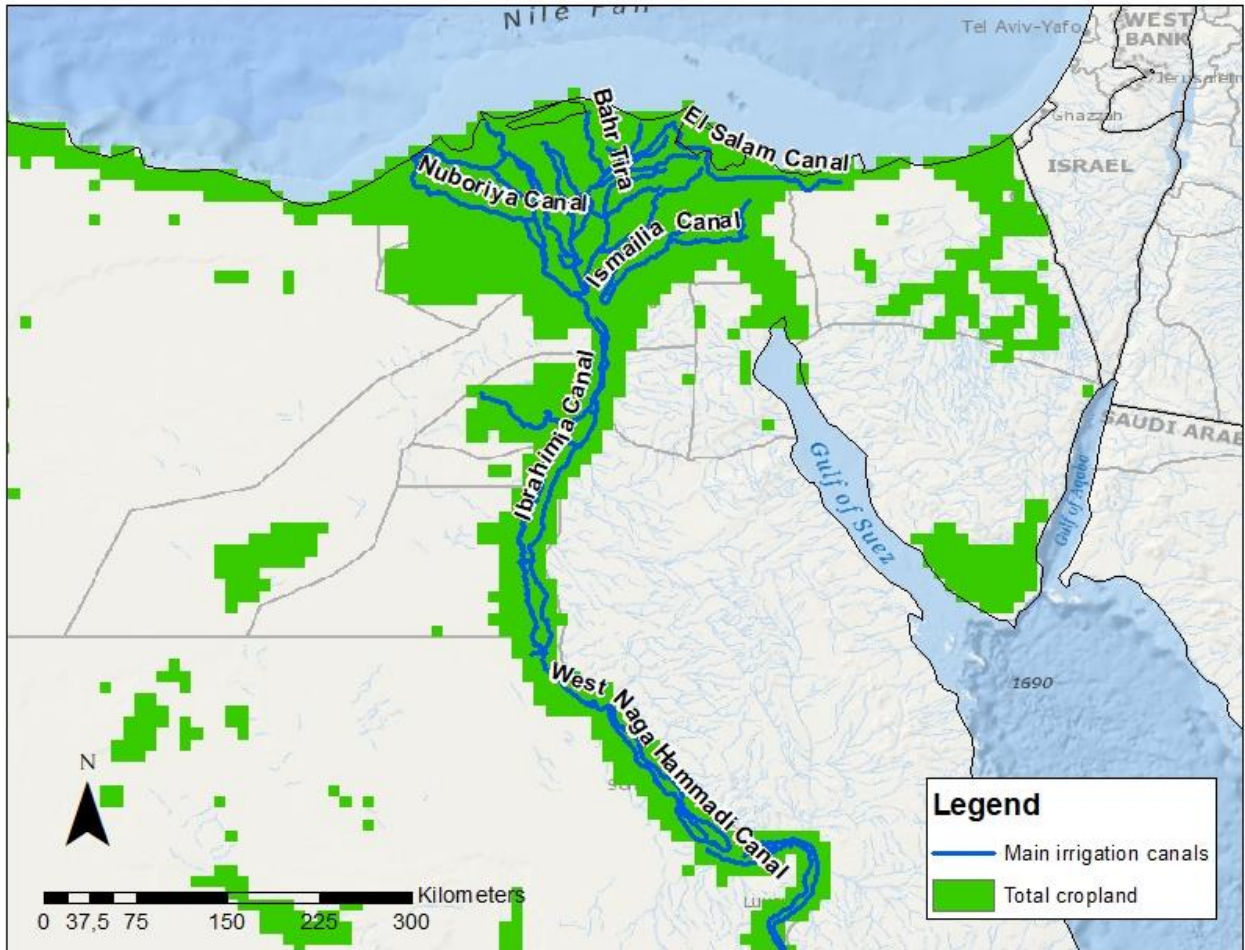 Nile Fan
Tel Aviv-Yafo
WEST
BANK
Jerusalem
Ghazzah
ISRAEL
Bahr Tira
El Salam Canal
Nuboriya Canal
Ismailia Canal
Ibrahimia Canal
SAUDI ARAB
Gulf of Suez
Gulf of Aqaba
1690
West Naga Hammadi Canal
N
Kilometers
0 37,5 75 150 225 300
Legend
Main irrigation canals
Total cropland